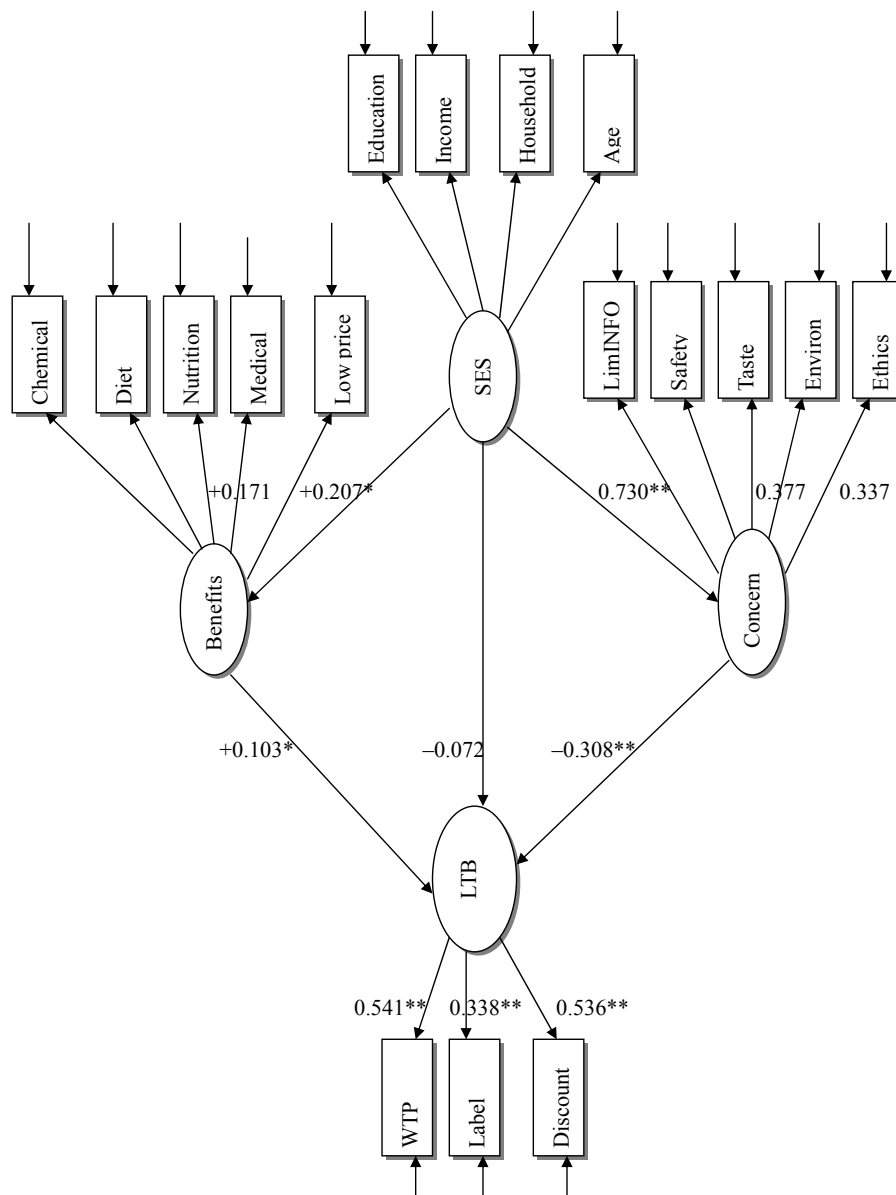 Education
Income
Household
Age
Chemical
Diet
Nutrition
Medical
Low price
SES
LimINFO
Safety
Taste
Environ
Ethics
+0.171
+0.207*
0.730**
0.377
0.337
Benefits
Concern
+0.103*
–0.072
–0.308**
LTB
0.541**
0.338**
0.536**
WTP
Label
Discount